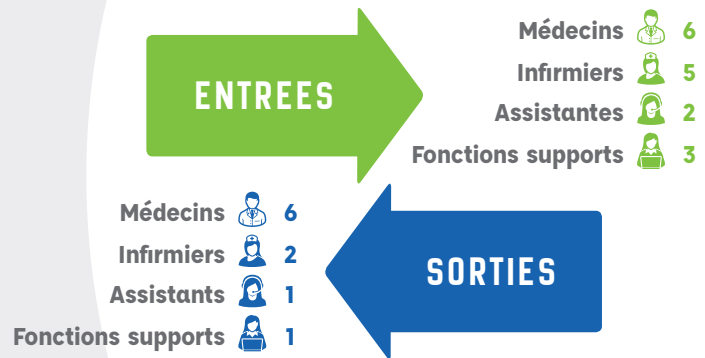 ENTREES
Médecins 6
Infirmiers 5
Assistantes 2
Fonctions supports 3
Médecins 6
Infirmiers 2
Assistants 1
Fonctions supports 1
SORTIES